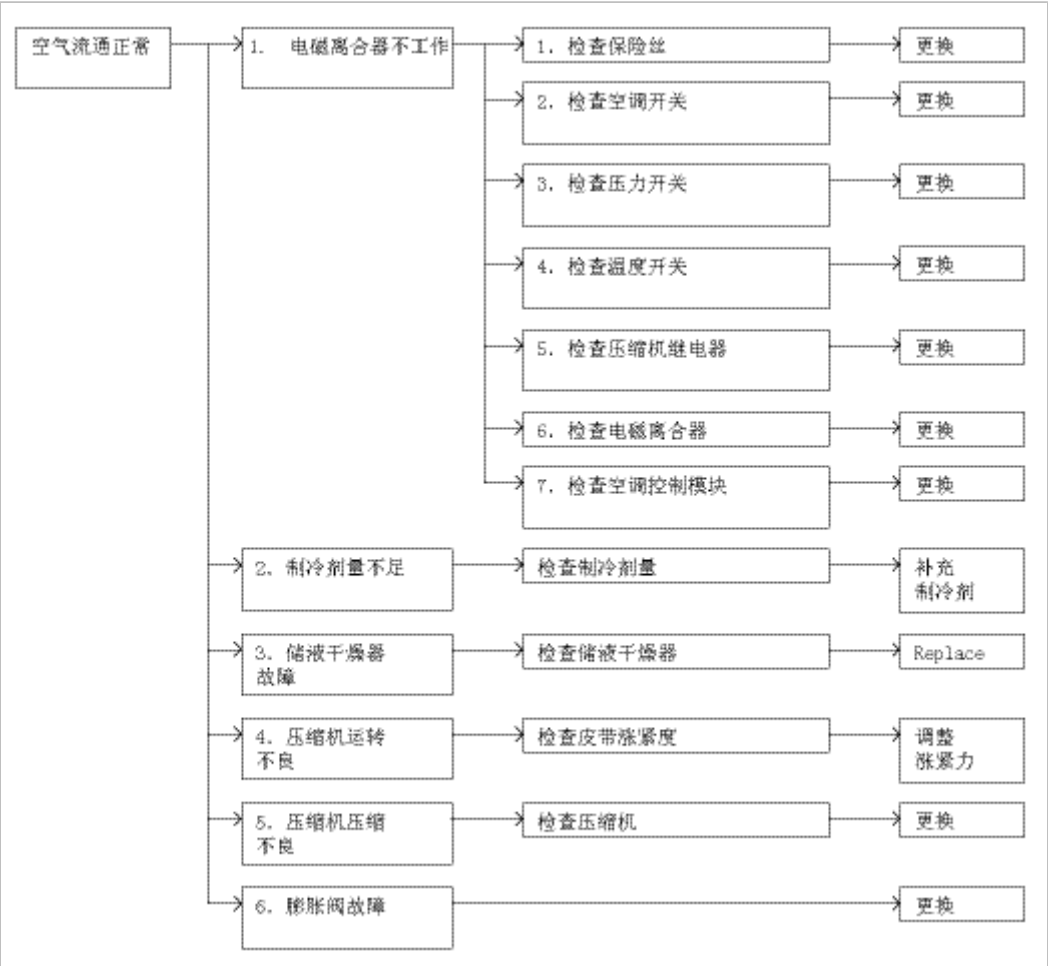 空气流通正常
1. 电磁离合器不工作
1. 检查保险丝
更换
2. 检查空调开关
更换
3. 检查压力开关
更换
4. 检查温度开关
更换
5. 检查压缩机继电器
更换
6. 检查电磁离合器
更换
7. 检查空调控制模块
更换
2. 制冷剂量不足
检查制冷剂量
补充
制冷剂
3. 储液干燥器
故障
检查储液干燥器
Replace
4. 压缩机运转
不良
检查皮带涨紧度
调整
涨紧力
5. 压缩机压缩
不良
检查压缩机
更换
6. 膨胀阀故障
更换